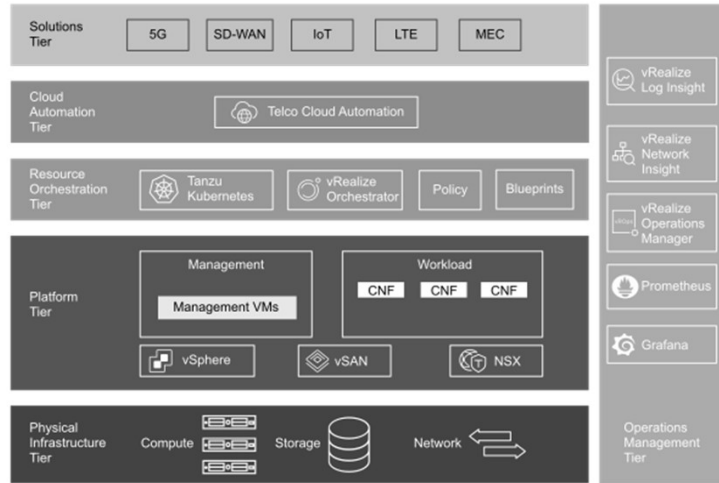 Solutions
Tier
5G
SD-WAN
IoT
LTE
MEC
Cloud
Automation
Tier
Telco Cloud Automation
Resource
Orchestration
Tier
Tanzu
Kubernetes
vRealize
Orchestrator
Policy
Blueprints
Platform
Tier
Management
Management VMs
Workload
CNF
CNF
CNF
vSphere
vSAN
NSX
Physical
Infrastructure
Tier
Compute
Storage
Network
vRealize
Log Insight
vRealize
Network
Insight
vROps
vRealize
Operations
Manager
Prometheus
Grafana
Operations
Management
Tier